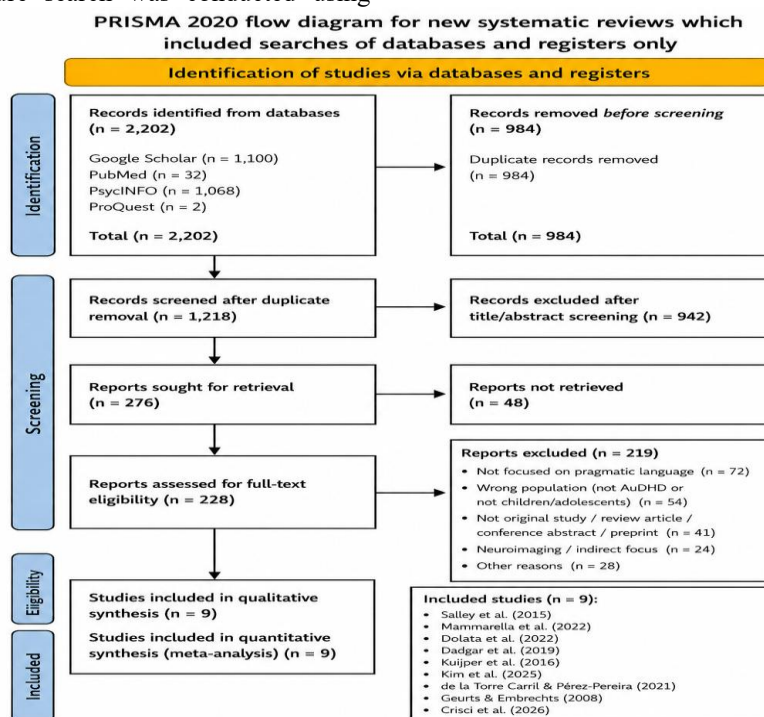 are search was conducted using
PRISMA 2020 flow diagram for new systematic reviews which
included searches of databases and registers only
Identification of studies via databases and registers
Identification
Records identified from databases
(n = 2,202)
Google Scholar (n = 1,100)
PubMed (n = 32)
PsycINFO (n = 1,068)
ProQuest (n = 2)
Total (n = 2,202)
Records removed before screening
(n = 984)
Duplicate records removed
(n = 984)
Total (n = 984)
Screening
Records screened after duplicate
removal (n = 1,218)
Records excluded after
title/abstract screening (n = 942)
Reports sought for retrieval
(n = 276)
Reports not retrieved
(n = 48)
Reports assessed for full-text
eligibility (n = 228)
Reports excluded (n = 219)
• Not focused on pragmatic language (n = 72)
• Wrong population (not AuDHD or
not children/adolescents) (n = 54)
• Not original study / review article /
conference abstract / preprint (n = 41)
• Neuroimaging / indirect focus (n = 24)
• Other reasons (n = 28)
Eligibility
Studies included in qualitative
synthesis (n = 9)
Included
Studies included in quantitative
synthesis (meta-analysis) (n = 9)
Included studies (n = 9):
• Salley et al. (2015)
• Mammarella et al. (2022)
• Dolata et al. (2022)
• Dadgar et al. (2019)
• Kuijper et al. (2016)
• Kim et al. (2025)
• de la Torre Carril & Pérez-Pereira (2021)
• Geurts & Embrechts (2008)
• Crisci et al. (2026)